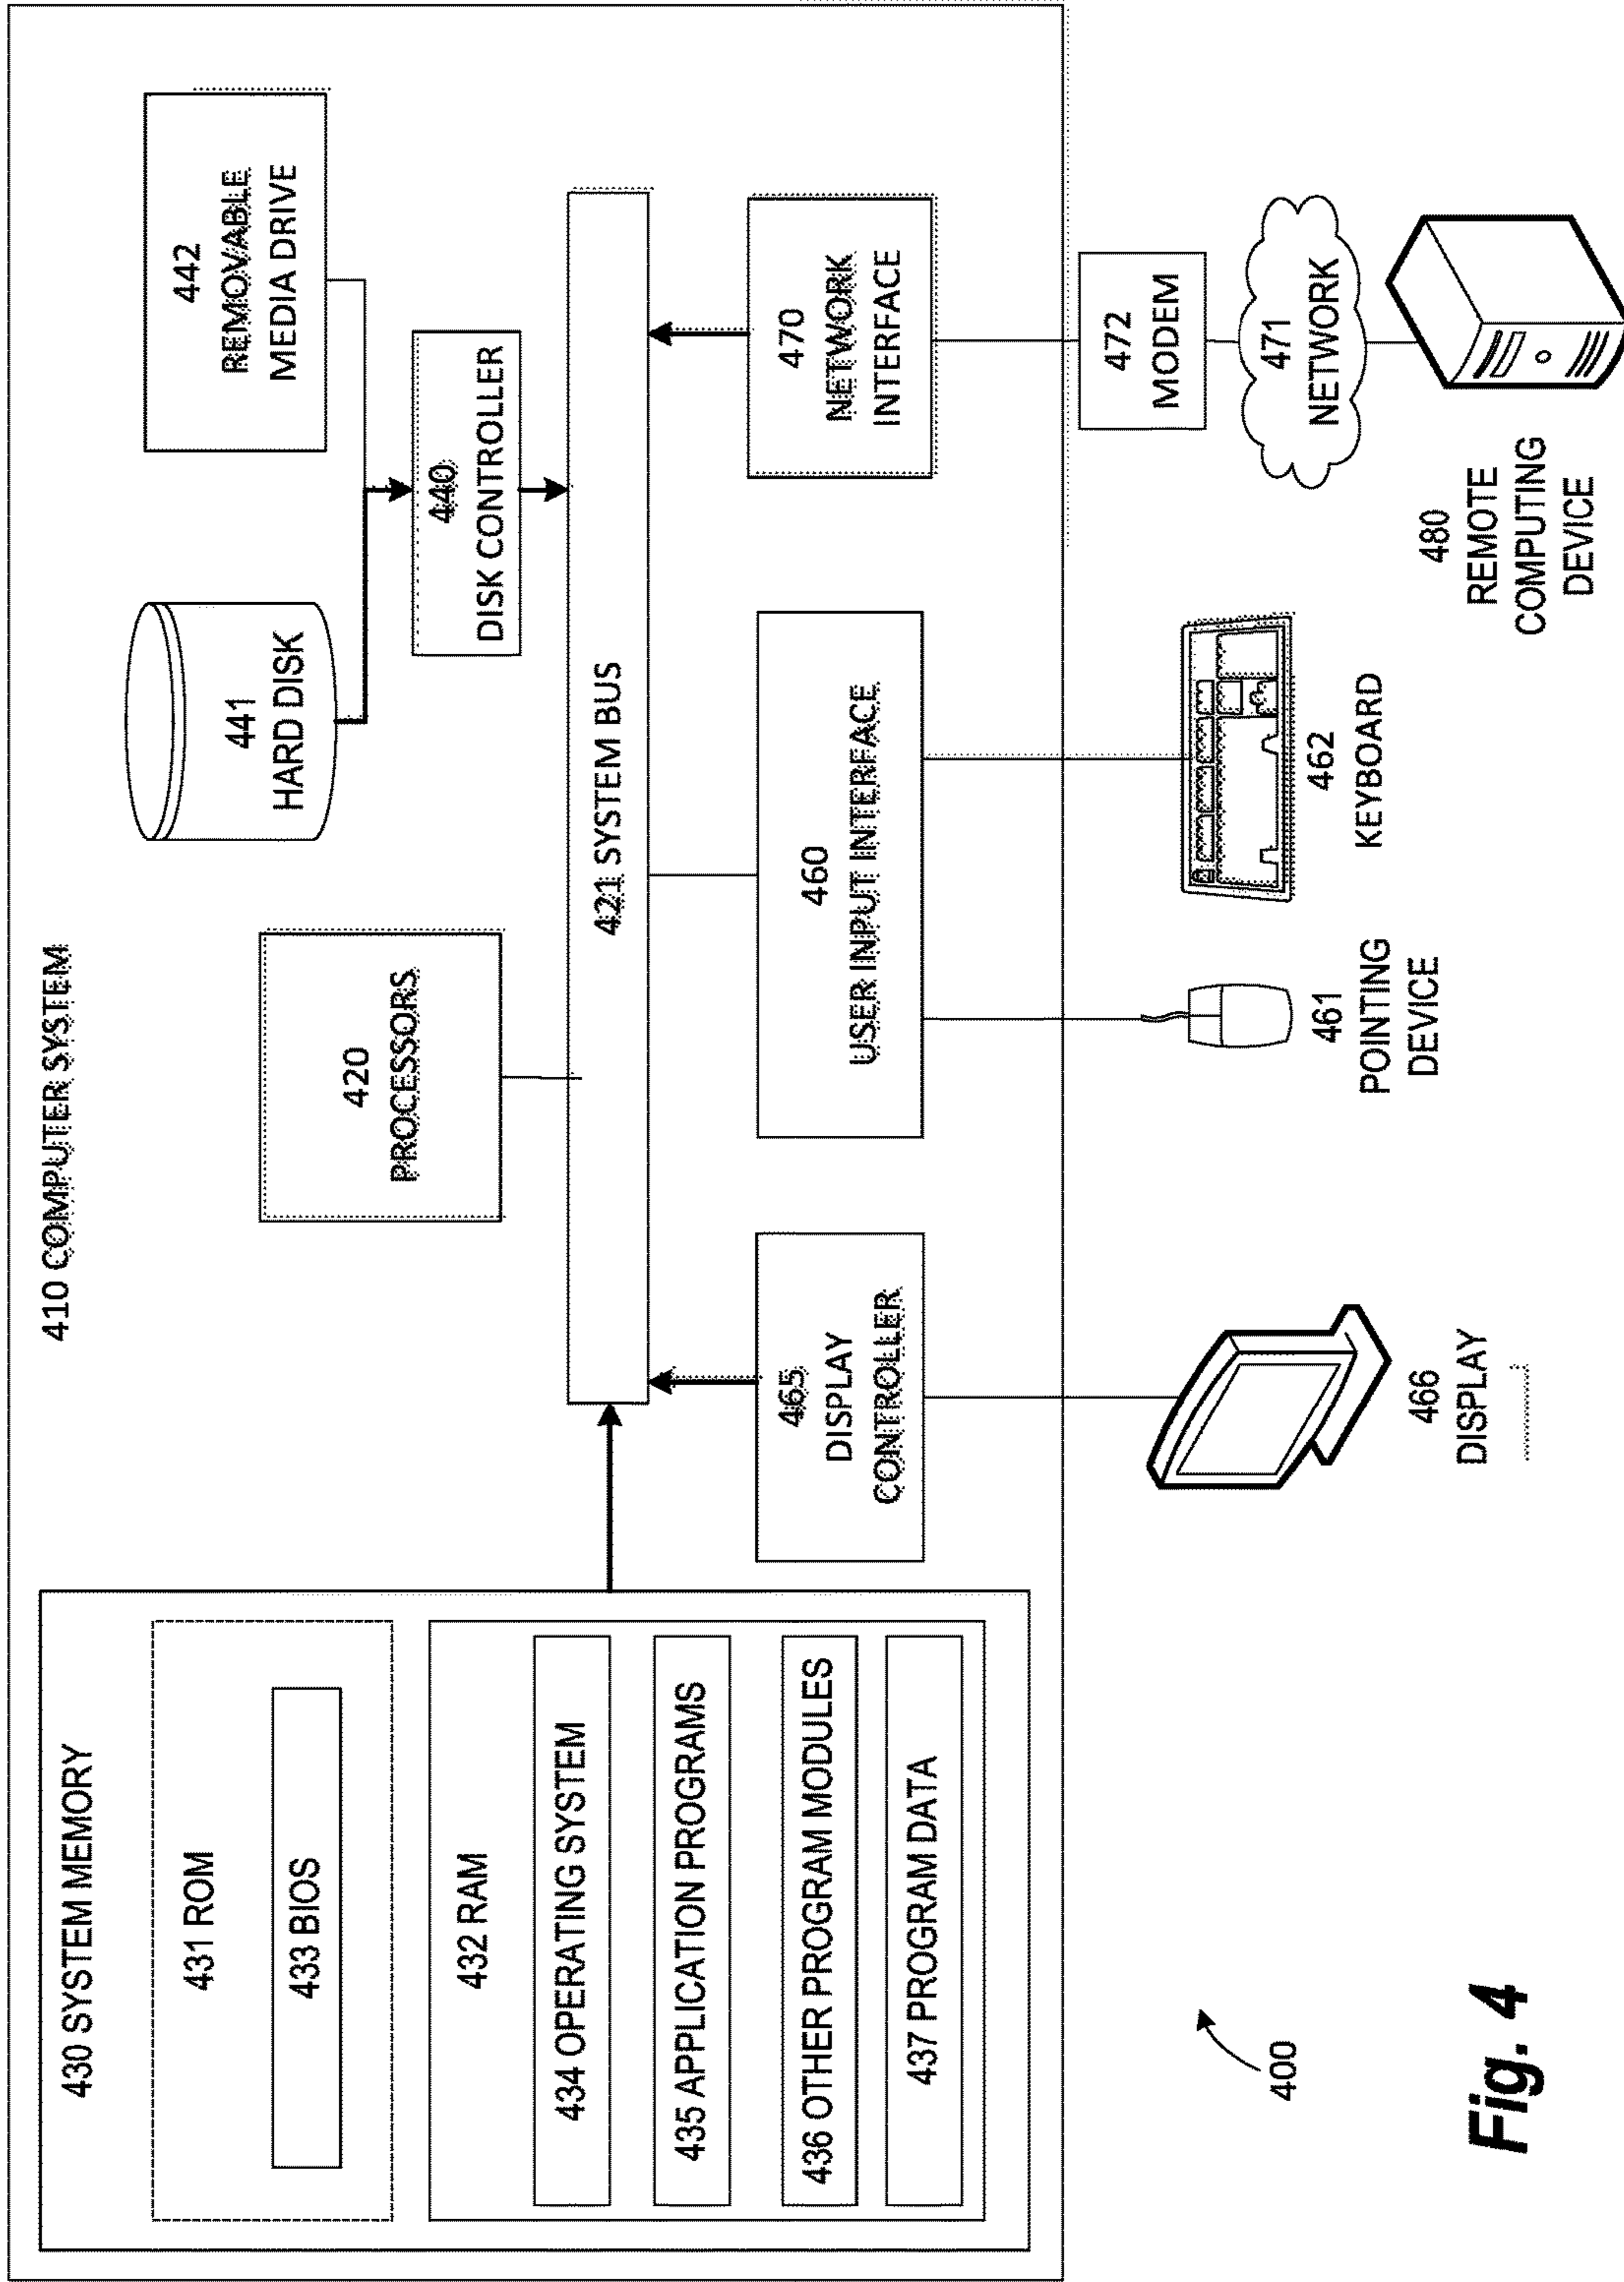 410 COMPUTER SYSTEM
430 SYSTEM MEMORY
431 ROM
433 BIOS
432 RAM
434 OPERATING SYSTEM
435 APPLICATION PROGRAMS
436 OTHER PROGRAM MODULES
437 PROGRAM DATA
420
PROCESSORS
441
HARD DISK
442
REMOVABLE
MEDIA DRIVE
440
DISK CONTROLLER
421 SYSTEM BUS
465
DISPLAY
CONTROLLER
460
USER INPUT INTERFACE
470
NETWORK
INTERFACE
472
MODEM
471
NETWORK
466
DISPLAY
461
POINTING
DEVICE
462
KEYBOARD
480
REMOTE
COMPUTING
DEVICE
400
Fig. 4